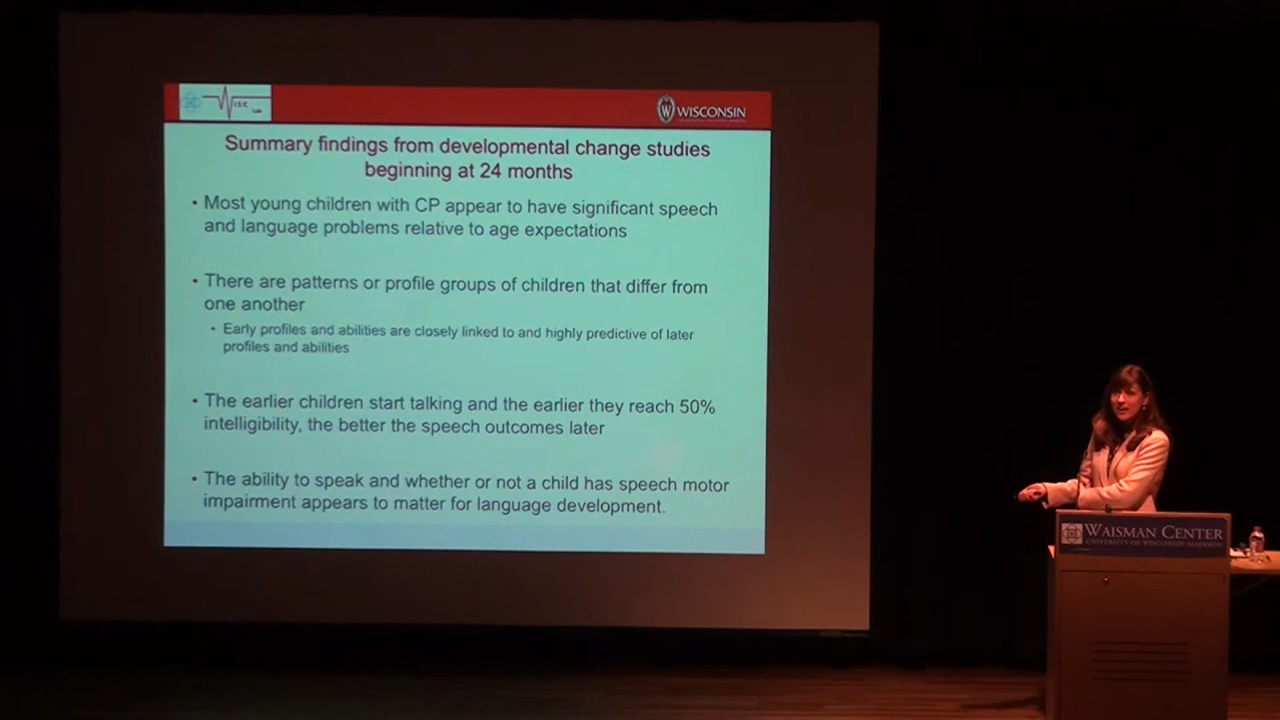 ISC
WISCONSIN
Summary findings from developmental change studies
beginning at 24 months
• Most young children with CP appear to have significant speech
and language problems relative to age expectations
• There are patterns or profile groups of children that differ from
one another
• Early profiles and abilities are closely linked to and highly predictive of later
profiles and abilities
• The earlier children start talking and the earlier they reach 50%
intelligibility, the better the speech outcomes later
• The ability to speak and whether or not a child has speech motor
impairment appears to matter for language development.
WAISMAN CENTER
UNIVERSITY OF WISCONSIN-MADISON